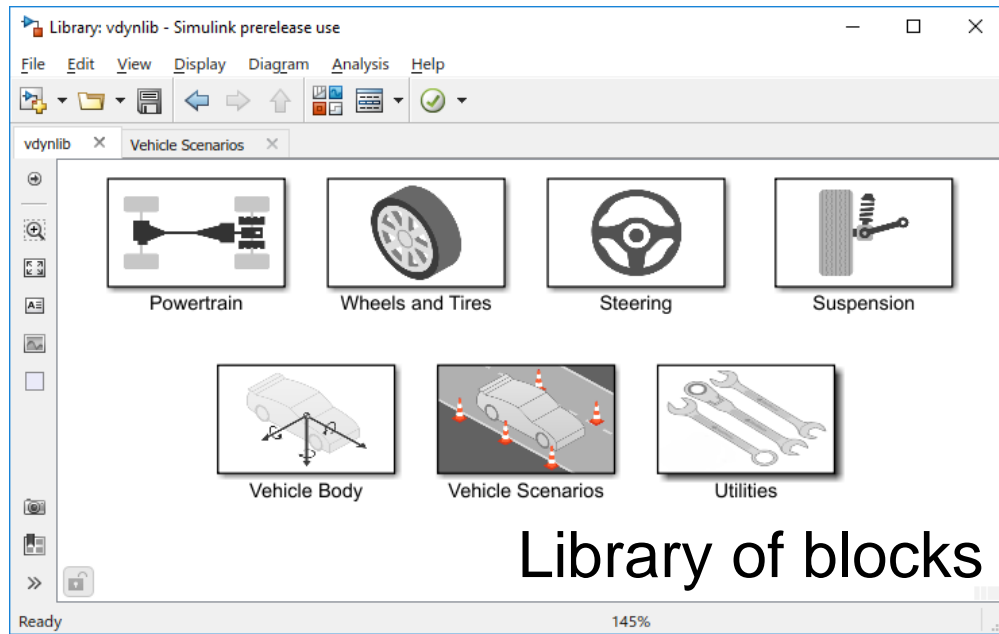 Library: vdynlib - Simulink prerelease use
File Edit View Display Diagram Analysis Help
vdynlib Vehicle Scenarios
Powertrain Wheels and Tires Steering Suspension
Vehicle Body Vehicle Scenarios Utilities
Library of blocks
Ready 145%